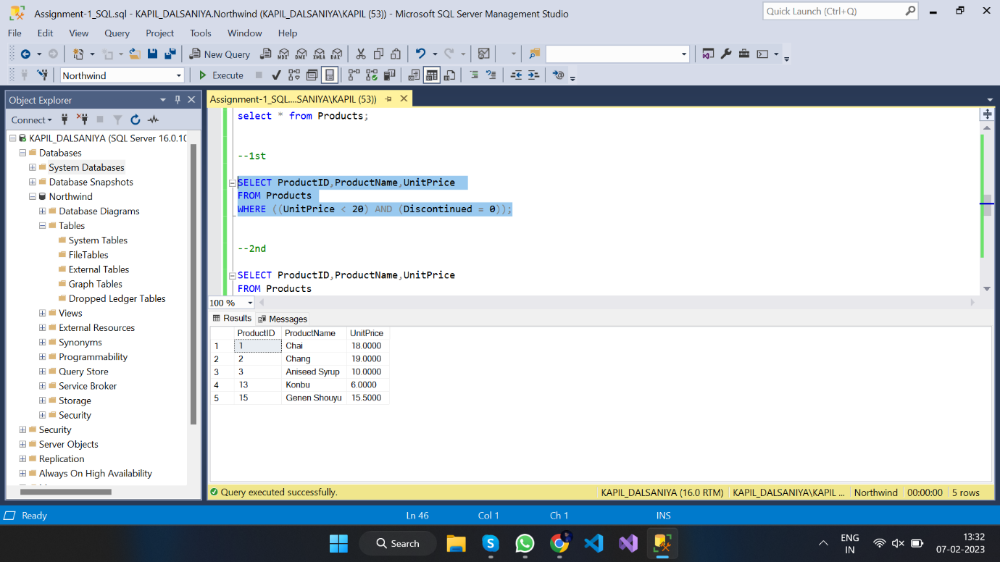 Assignment-1_SQL.sql - KAPIL_DALSANIYA.Northwind (KAPIL_DALSANIYA\KAPIL (53)) - Microsoft SQL Server Management Studio
Quick Launch (Ctrl+Q)
File Edit View Query Project Tools Window Help
New Query MDX DMX XMLA DAX
Northwind Execute
Object Explorer
Assignment-1_SQL....SANIYA\KAPIL (53))
Connect
KAPIL_DALSANIYA (SQL Server 16.0.10
Databases
System Databases
Database Snapshots
Northwind
Database Diagrams
Tables
System Tables
FileTables
External Tables
Graph Tables
Dropped Ledger Tables
Views
External Resources
Synonyms
Programmability
Query Store
Service Broker
Storage
Security
Security
Server Objects
Replication
Always On High Availability
select * from Products;
--1st
SELECT ProductID,ProductName,UnitPrice
FROM Products
WHERE ((UnitPrice < 20) AND (Discontinued = 0));
--2nd
SELECT ProductID,ProductName,UnitPrice
FROM Products
100 %
Results Messages
ProductID ProductName UnitPrice
1 1 Chai 18.0000
2 2 Chang 19.0000
3 3 Aniseed Syrup 10.0000
4 13 Konbu 6.0000
5 15 Genen Shouyu 15.5000
Query executed successfully. KAPIL_DALSANIYA (16.0 RTM) KAPIL_DALSANIYA\KAPIL ... Northwind 00:00:00 5 rows
Ready Ln 46 Col 1 Ch 1 INS
Search
ENG
IN
13:32
07-02-2023